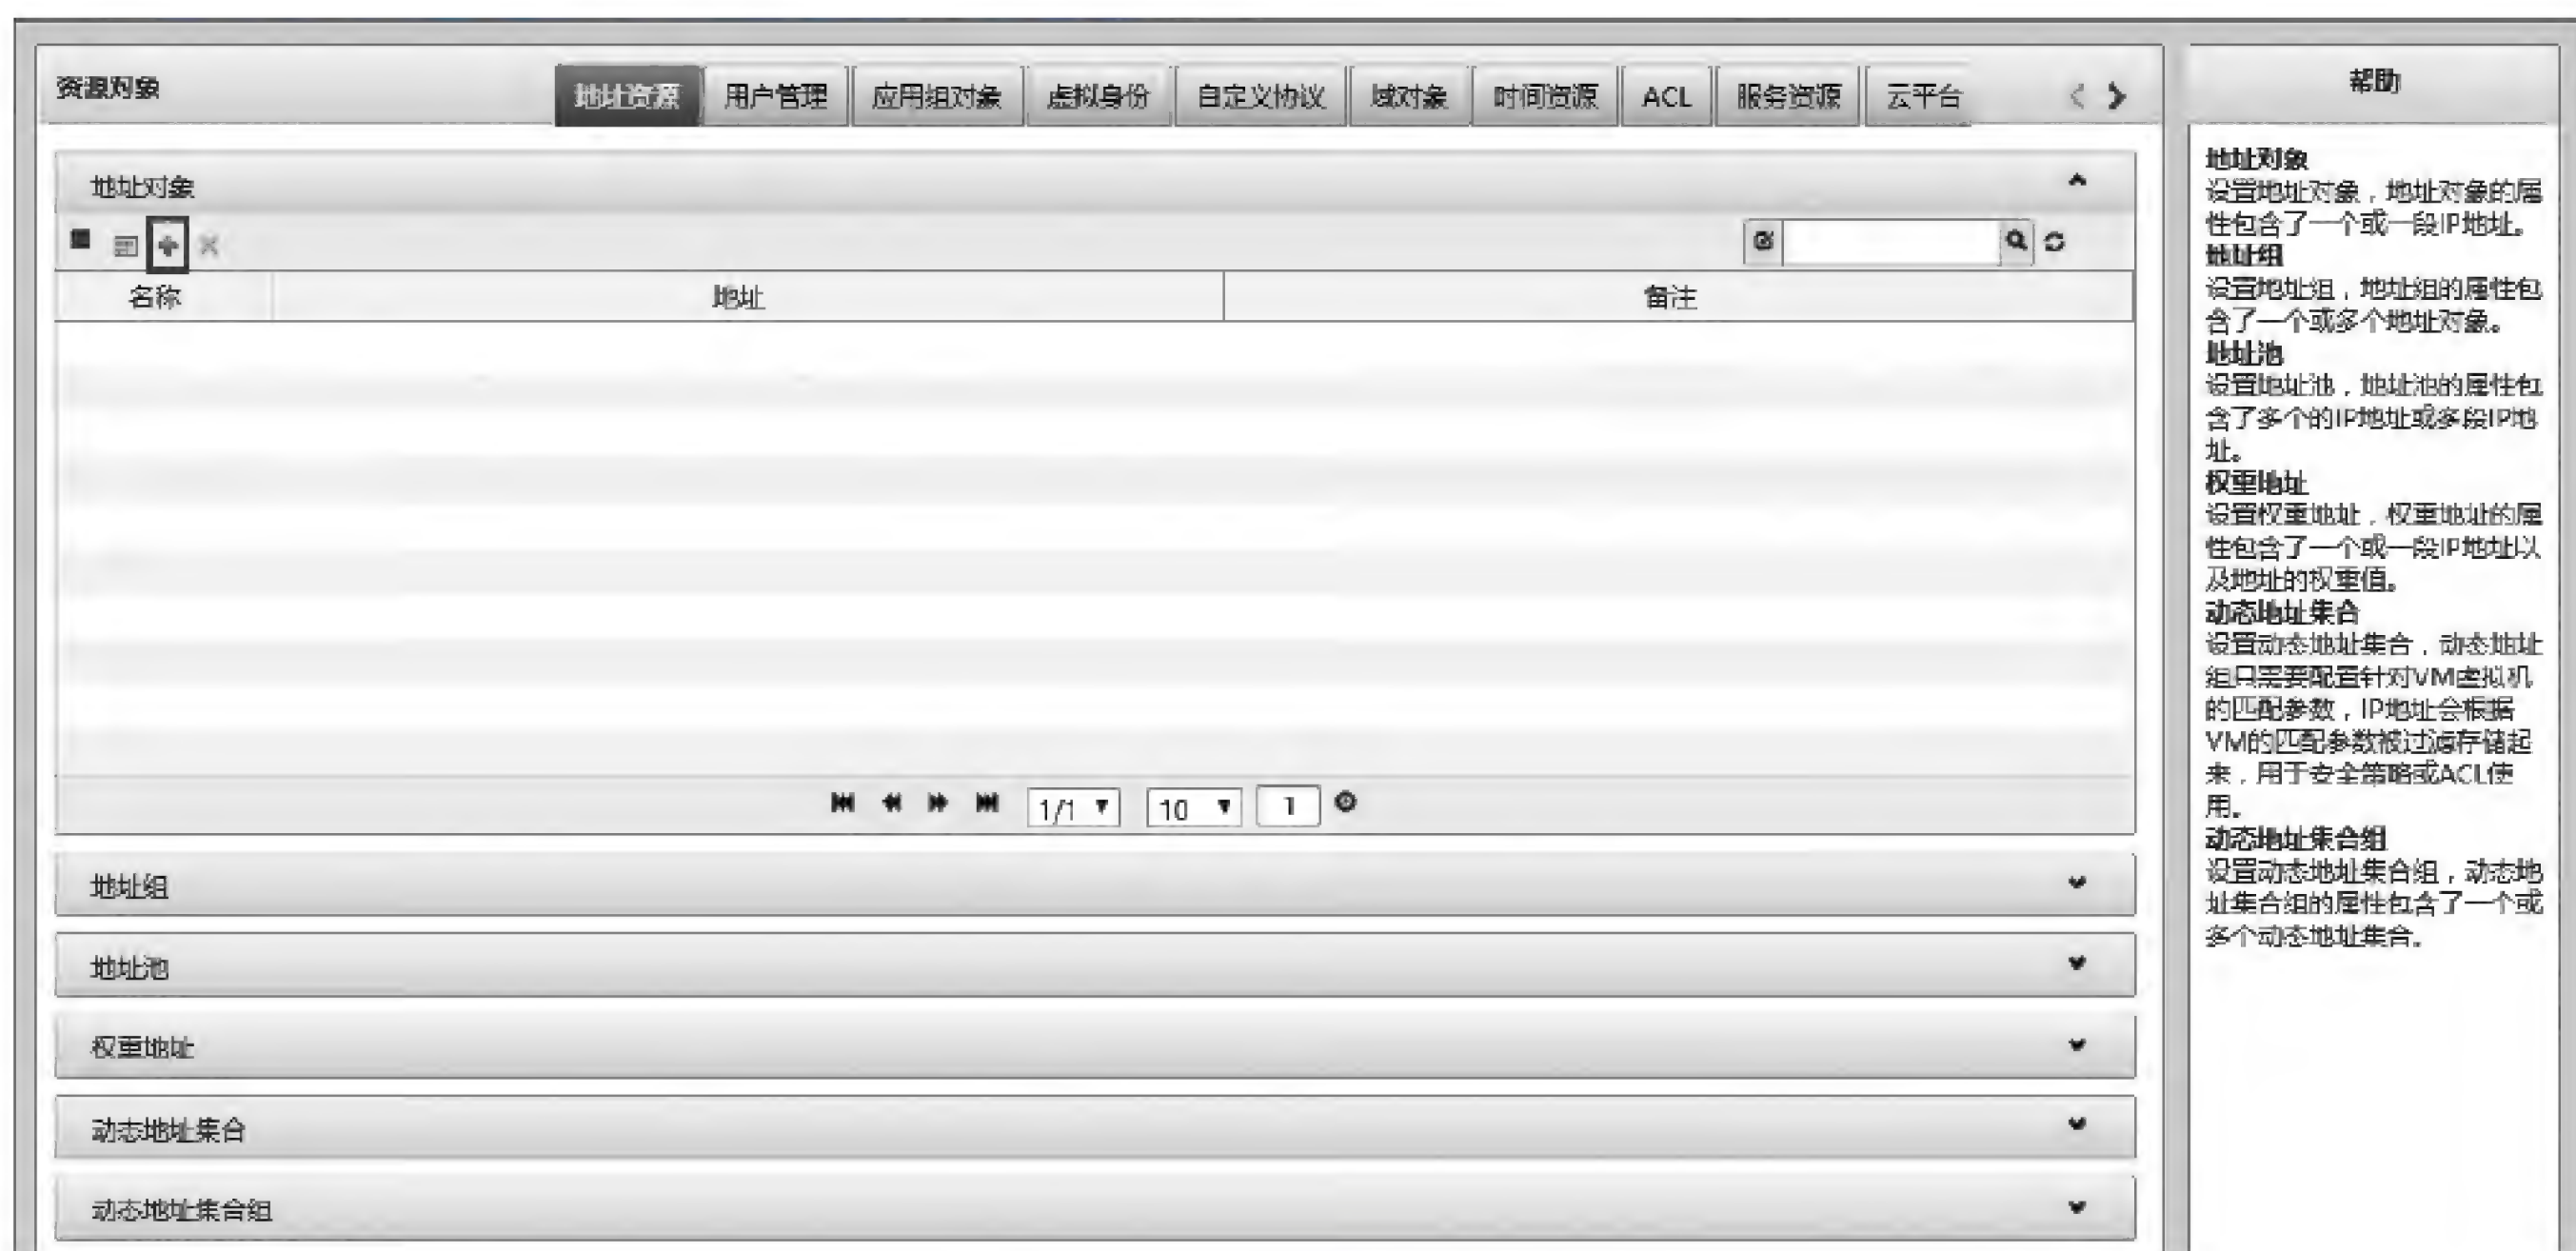 资源对象
地址资源 用户管理 应用组对象 虚拟身份 自定义协议 域对象 时间资源 ACL 服务资源 云平台
地址对象
名称 地址 备注
1/1 10 1
地址组
地址池
权重地址
动态地址集合
动态地址集合组
帮助
地址对象
设置地址对象，地址对象的属
性包含了一个或一段IP地址。
地址组
设置地址组，地址组的属性包
含了一个或多个地址对象。
地址池
设置地址池，地址池的属性包
含了多个的IP地址或多段IP地
址。
权重地址
设置权重地址，权重地址的属
性包含了一个或一段IP地址以
及地址的权重值。
动态地址集合
设置动态地址集合，动态地址
组只需要配置针对VM虚拟机
的匹配参数，IP地址会根据
VM的匹配参数被过滤存储起
来，用于安全策略或ACL使
用。
动态地址集合组
设置动态地址集合组，动态地
址集合组的属性包含了一个或
多个动态地址集合。